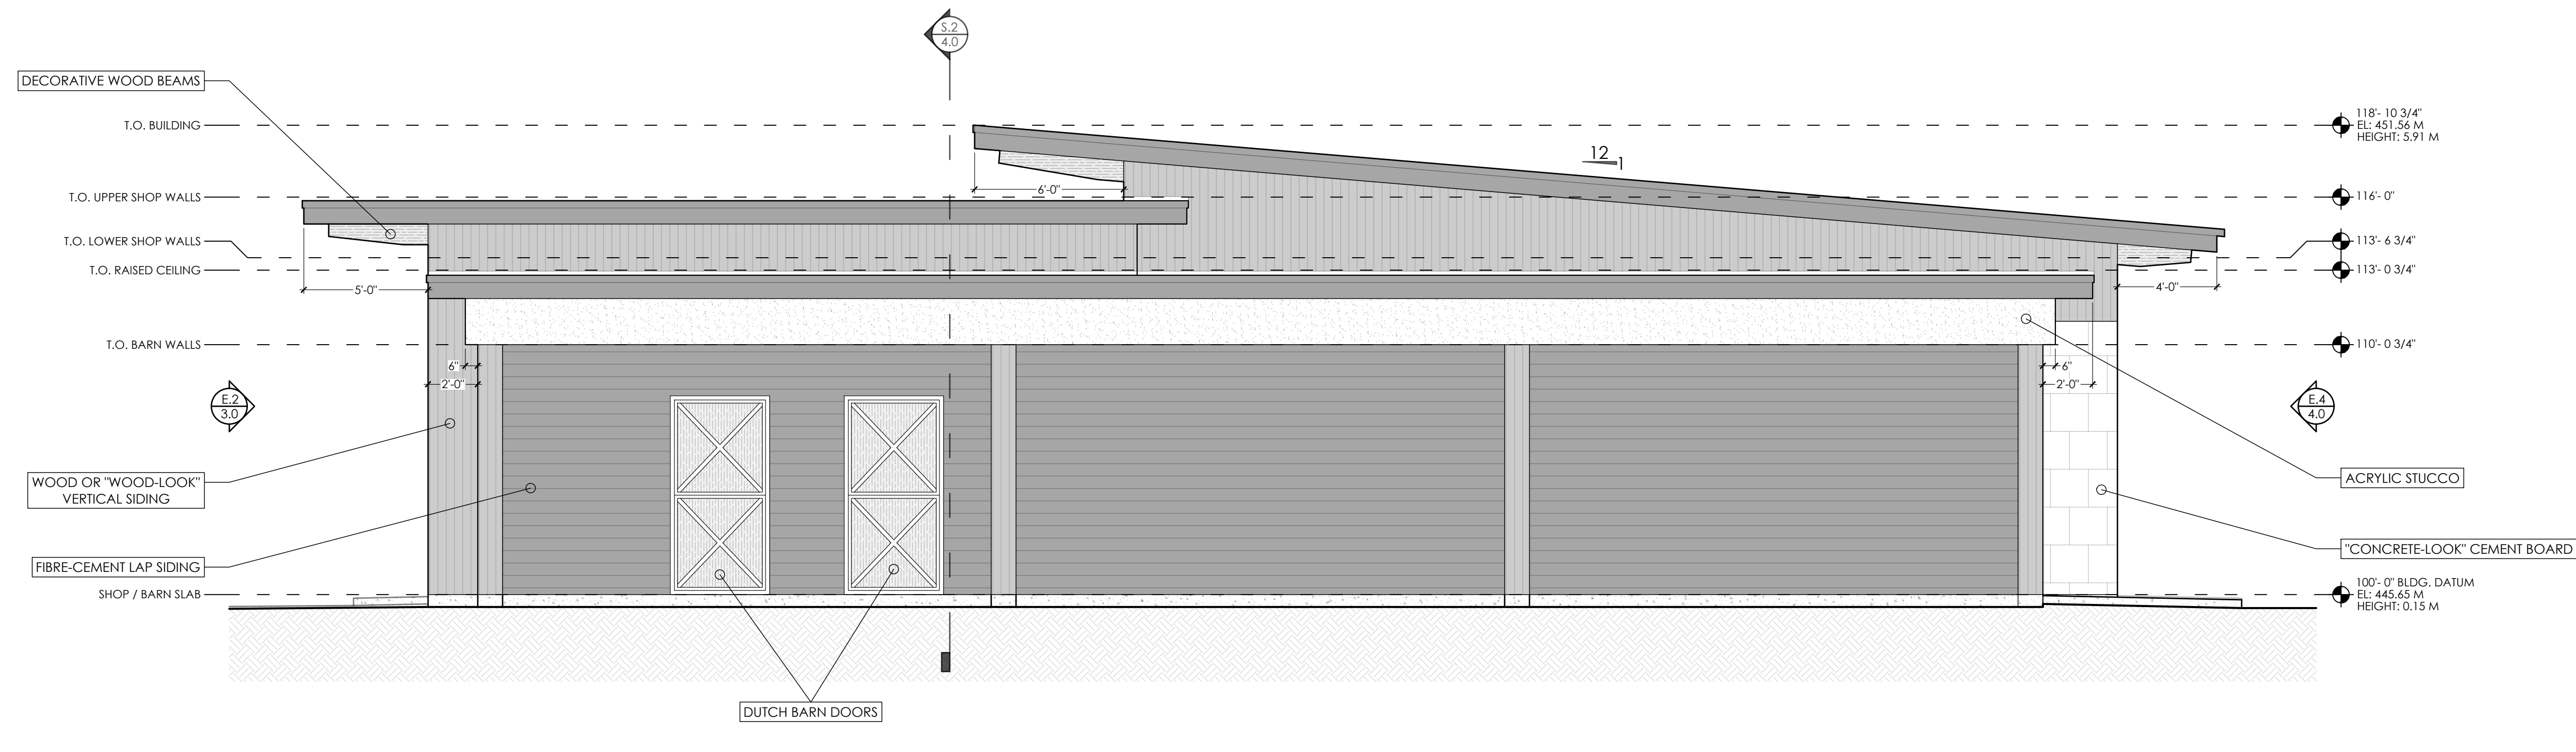 S.2
4.0
DECORATIVE WOOD BEAMS
T.O. BUILDING
118'- 10 3/4"
EL: 451.56 M
HEIGHT: 5.91 M
12
1
6'-0"
T.O. UPPER SHOP WALLS
116'- 0"
T.O. LOWER SHOP WALLS
113'- 6 3/4"
T.O. RAISED CEILING
113'- 0 3/4"
5'-0"
4'-0"
T.O. BARN WALLS
110'- 0 3/4"
6"
6"
2'-0"
2'-0"
E.2
3.0
E.4
4.0
WOOD OR "WOOD-LOOK"
VERTICAL SIDING
ACRYLIC STUCCO
FIBRE-CEMENT LAP SIDING
"CONCRETE-LOOK" CEMENT BOARD
SHOP / BARN SLAB
100'- 0" BLDG. DATUM
EL: 445.65 M
HEIGHT: 0.15 M
DUTCH BARN DOORS